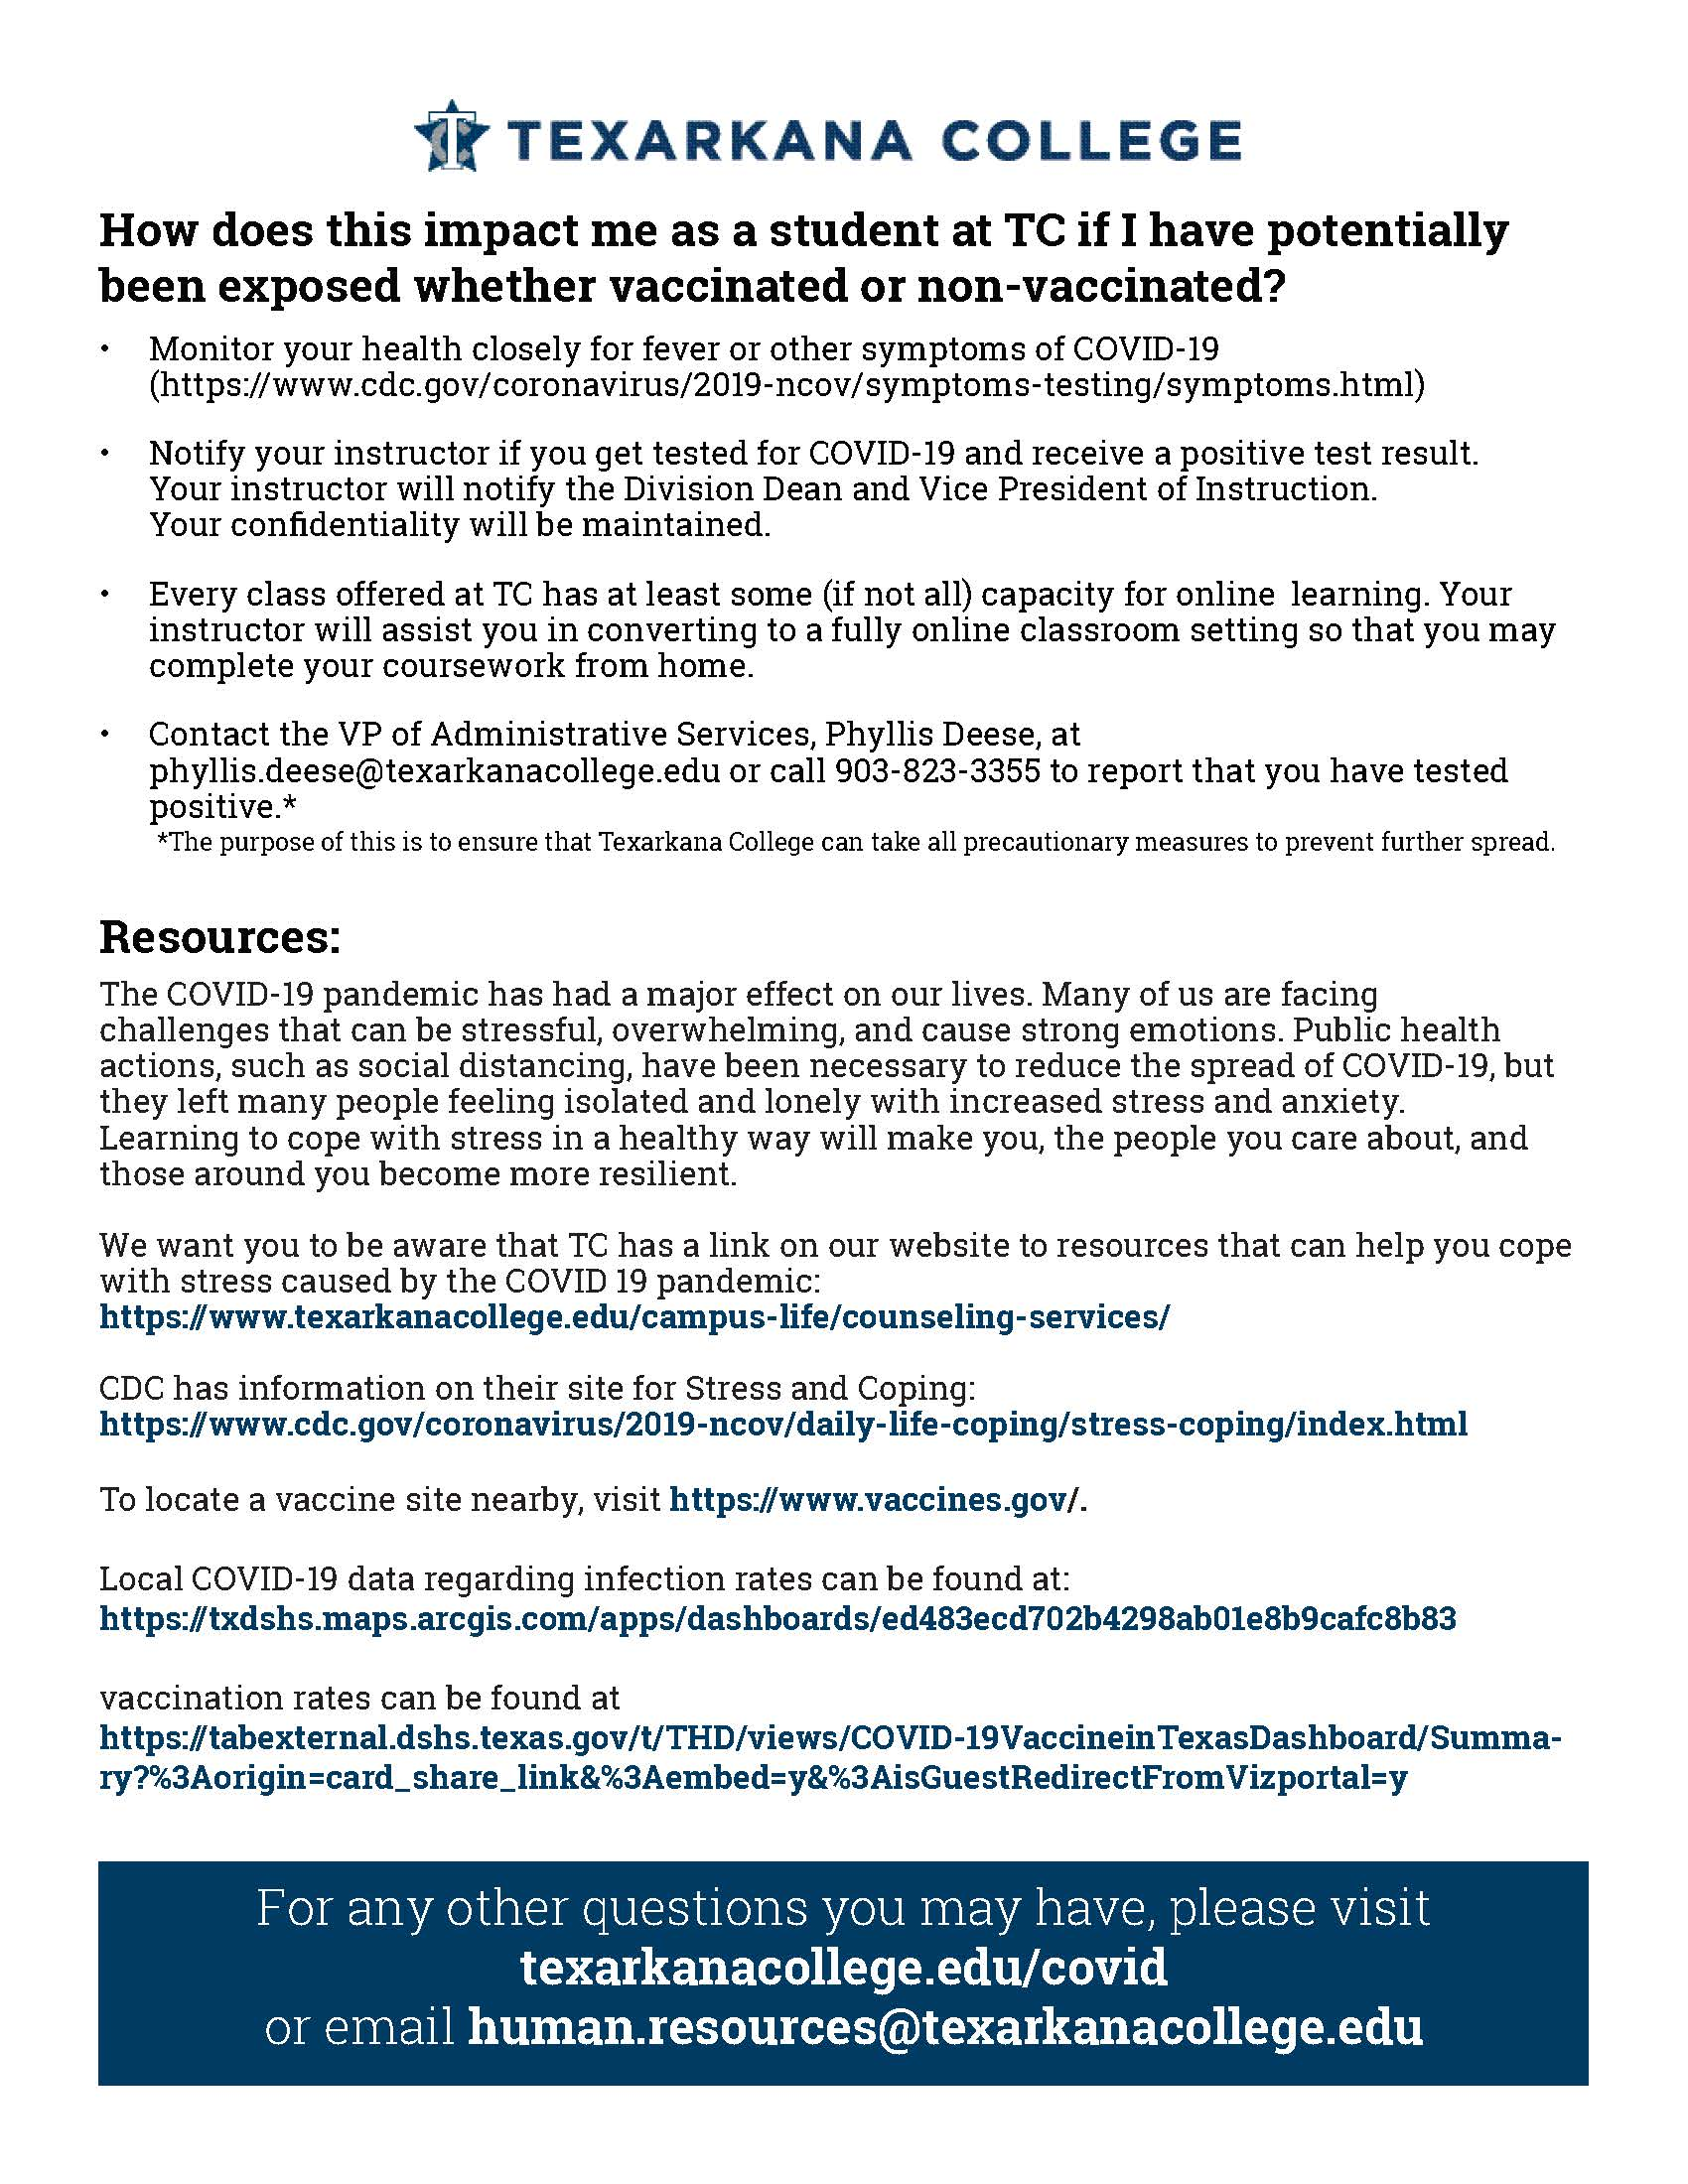 TEXARKANA COLLEGE
How does this impact me as a student at TC if I have potentially
been exposed whether vaccinated or non-vaccinated?
• Monitor your health closely for fever or other symptoms of COVID-19
(https://www.cdc.gov/coronavirus/2019-ncov/symptoms-testing/symptoms.html)
• Notify your instructor if you get tested for COVID-19 and receive a positive test result.
Your instructor will notify the Division Dean and Vice President of Instruction.
Your confidentiality will be maintained.
• Every class offered at TC has at least some (if not all) capacity for online learning. Your
instructor will assist you in converting to a fully online classroom setting so that you may
complete your coursework from home.
• Contact the VP of Administrative Services, Phyllis Deese, at
phyllis.deese@texarkanacollege.edu or call 903-823-3355 to report that you have tested
positive.*
*The purpose of this is to ensure that Texarkana College can take all precautionary measures to prevent further spread.
Resources:
The COVID-19 pandemic has had a major effect on our lives. Many of us are facing
challenges that can be stressful, overwhelming, and cause strong emotions. Public health
actions, such as social distancing, have been necessary to reduce the spread of COVID-19, but
they left many people feeling isolated and lonely with increased stress and anxiety.
Learning to cope with stress in a healthy way will make you, the people you care about, and
those around you become more resilient.
We want you to be aware that TC has a link on our website to resources that can help you cope
with stress caused by the COVID 19 pandemic:
https://www.texarkanacollege.edu/campus-life/counseling-services/
CDC has information on their site for Stress and Coping:
https://www.cdc.gov/coronavirus/2019-ncov/daily-life-coping/stress-coping/index.html
To locate a vaccine site nearby, visit https://www.vaccines.gov/.
Local COVID-19 data regarding infection rates can be found at:
https://txdshs.maps.arcgis.com/apps/dashboards/ed483ecd702b4298ab01e8b9cafc8b83
vaccination rates can be found at
https://tabexternal.dshs.texas.gov/t/THD/views/COVID-19VaccineinTexasDashboard/Summa-
ry?%3Aorigin=card_share_link&%3Aembed=y&%3AisGuestRedirectFromVizportal=y
For any other questions you may have, please visit
texarkanacollege.edu/covid
or email human.resources@texarkanacollege.edu